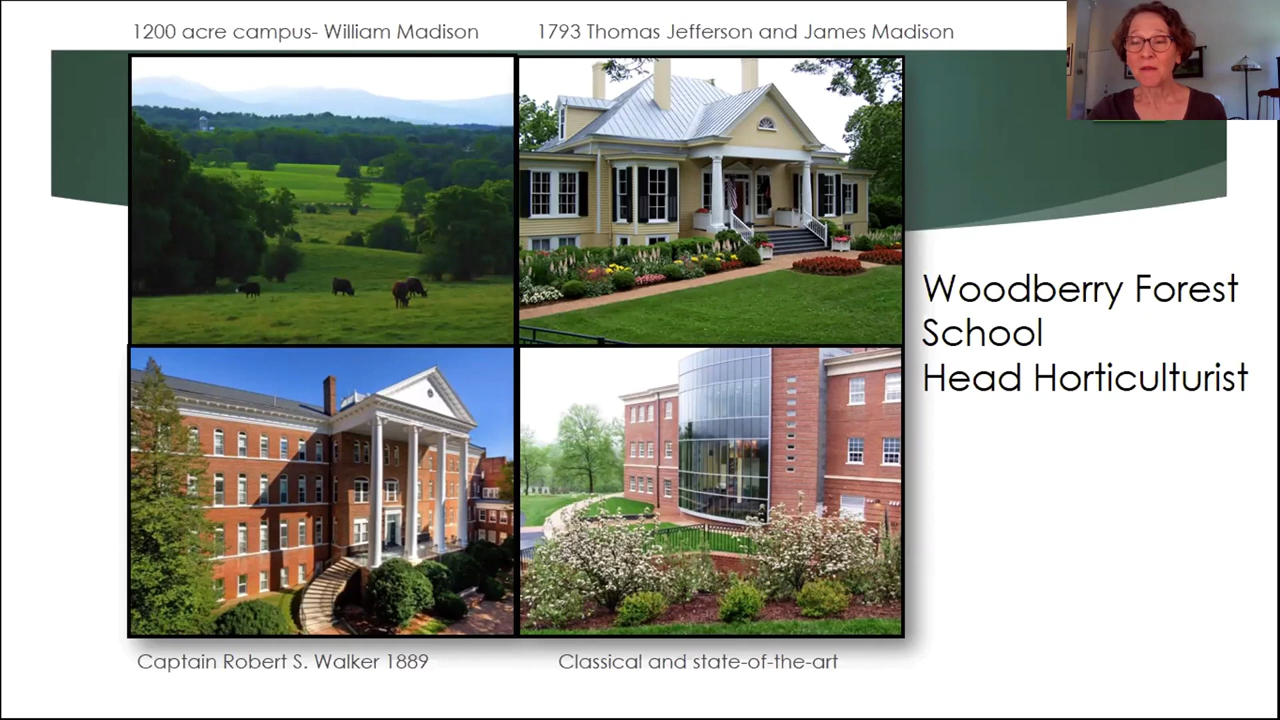 1200 acre campus- William Madison
1793 Thomas Jefferson and James Madison
Woodberry Forest
School
Head Horticulturist
Captain Robert S. Walker 1889
Classical and state-of-the-art